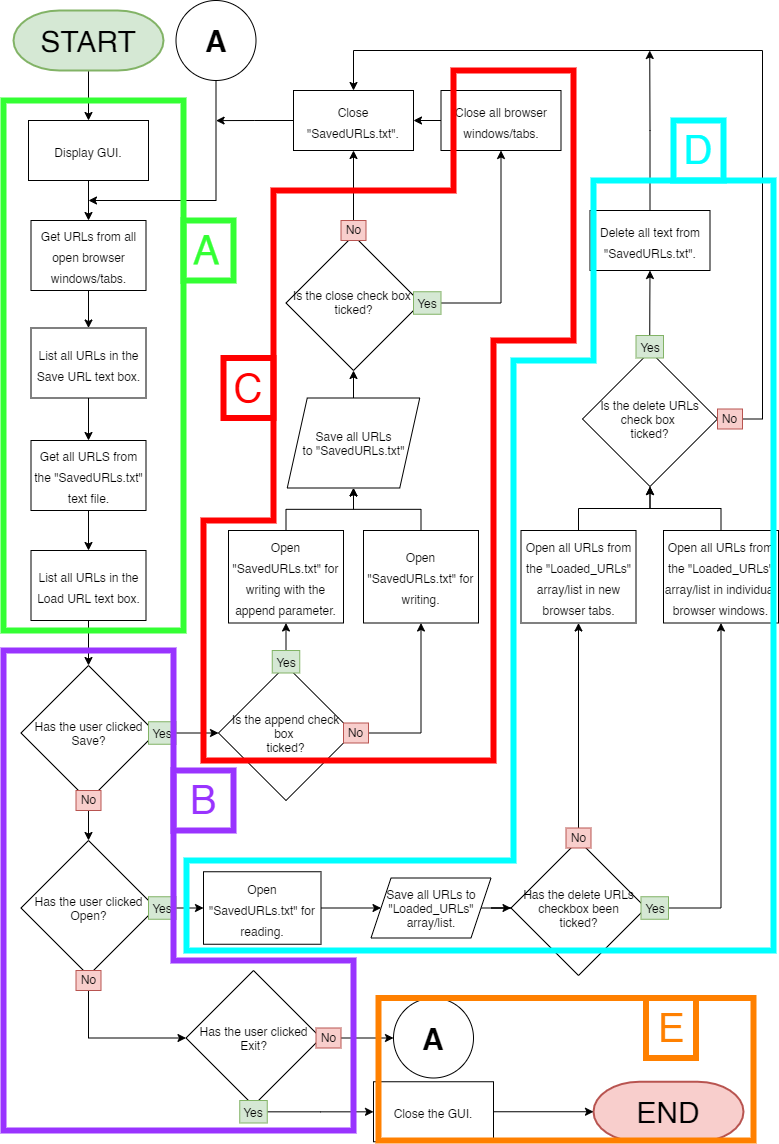 START
A
Display GUI.
Get URLs from all
open browser
windows/tabs.
List all URLs in the
Save URL text box.
Get all URLS from
the "SavedURLs.txt"
text file.
List all URLs in the
Load URL text box.
A
Has the user clicked
Save?
Yes
No
Has the user clicked
Open?
Yes
No
Has the user clicked
Exit?
No
Yes
B
Close
"SavedURLs.txt".
Close all browser
windows/tabs.
No
Is the close check box
ticked?
Yes
C
Save all URLs
to "SavedURLs.txt"
Open
"SavedURLs.txt" for
writing with the
append parameter.
Open
"SavedURLs.txt" for
writing.
Yes
Is the append check
box
ticked?
No
D
Delete all text from
"SavedURLs.txt".
Yes
Is the delete URLs
check box
ticked?
No
Open all URLs from
the "Loaded_URLs"
array/list in new
browser tabs.
Open all URLs from
the "Loaded_URLs"
array/list in individual
browser windows.
No
Open
"SavedURLs.txt" for
reading.
Save all URLs to
"Loaded_URLs"
array/list.
Has the delete URLs
checkbox been
ticked?
Yes
A
E
Close the GUI.
END